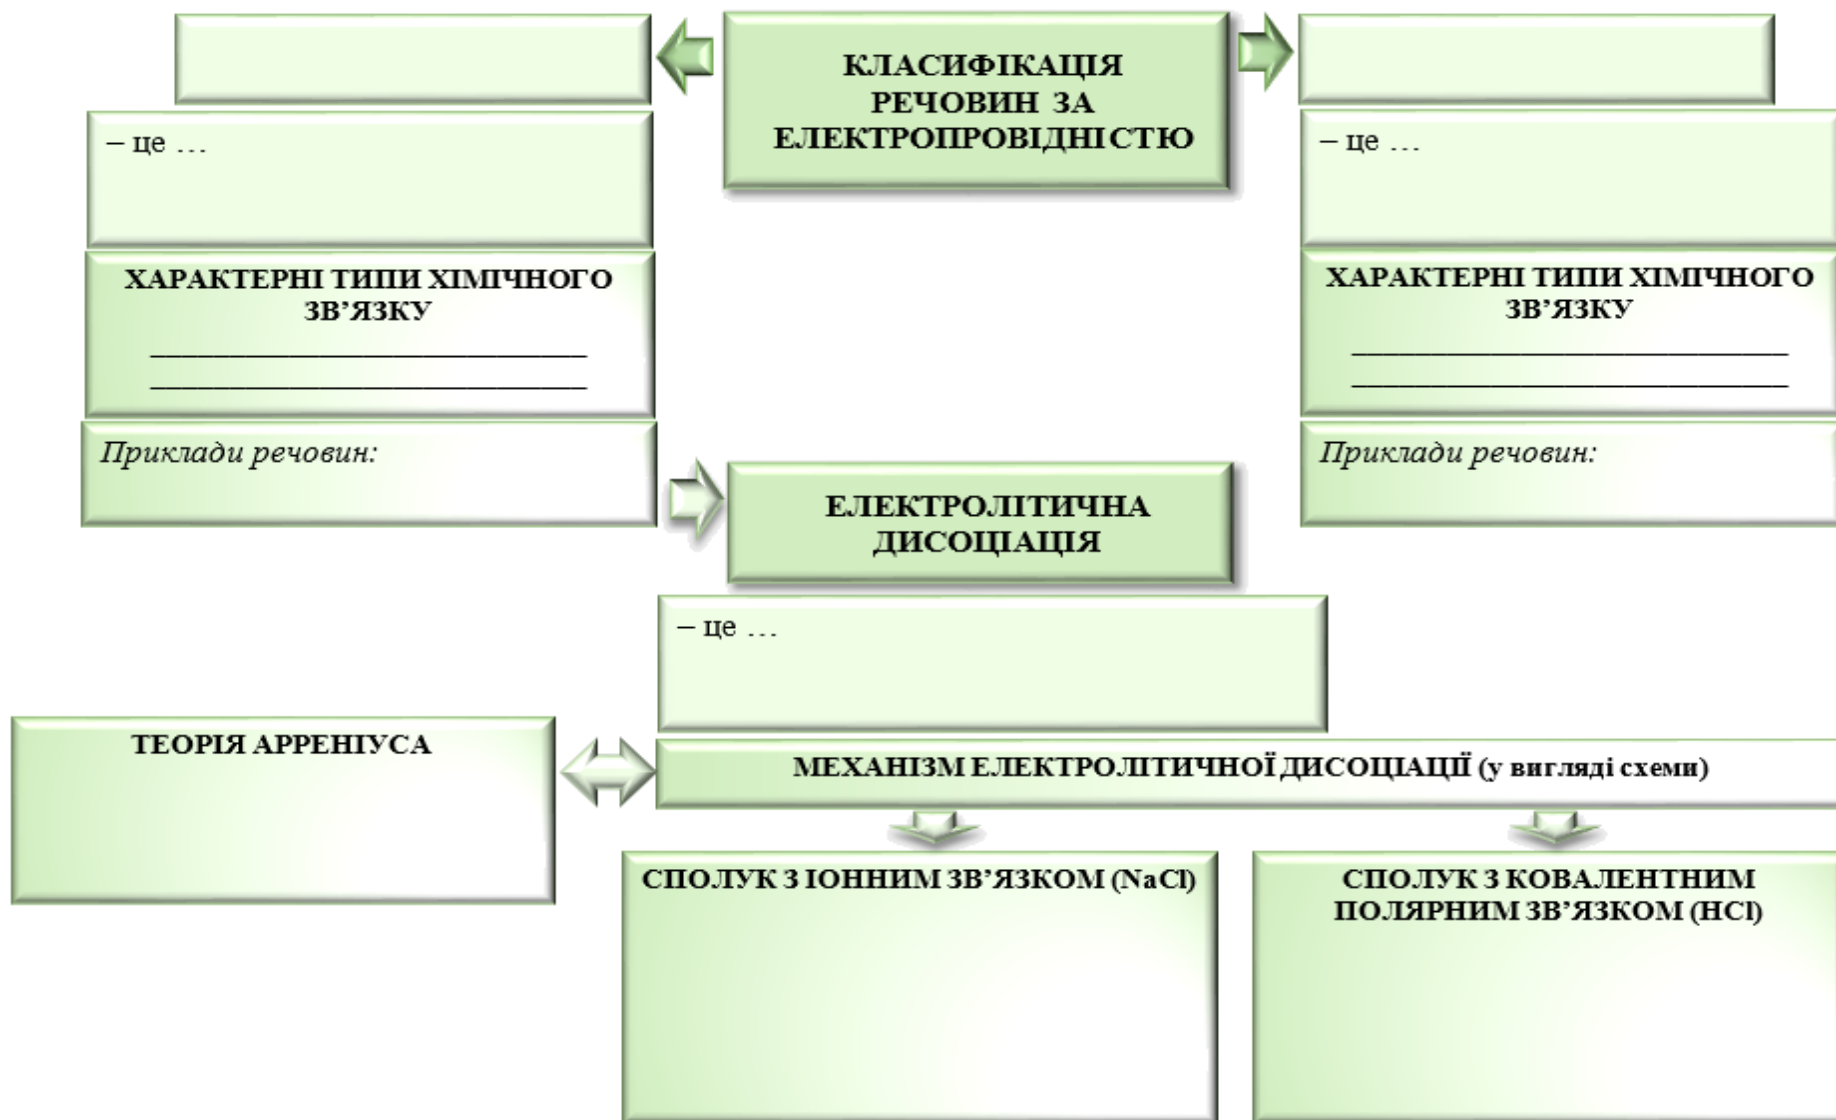 КЛАСИФІКАЦІЯ
РЕЧОВИН ЗА
ЕЛЕКТРОПРОВІДНІСТЮ
– це …
– це …
ХАРАКТЕРНІ ТИПИ ХІМІЧНОГО
ЗВ’ЯЗКУ
ХАРАКТЕРНІ ТИПИ ХІМІЧНОГО
ЗВ’ЯЗКУ
Приклади речовин:
Приклади речовин:
ЕЛЕКТРОЛІТИЧНА
ДИСОЦІАЦІЯ
– це …
ТЕОРІЯ АРРЕНІУСА
МЕХАНІЗМ ЕЛЕКТРОЛІТИЧНОЇ ДИСОЦІАЦІЇ (у вигляді схеми)
СПОЛУК З ІОННИМ ЗВ’ЯЗКОМ (NaCl)
СПОЛУК З КОВАЛЕНТНИМ
ПОЛЯРНИМ ЗВ’ЯЗКОМ (HCl)